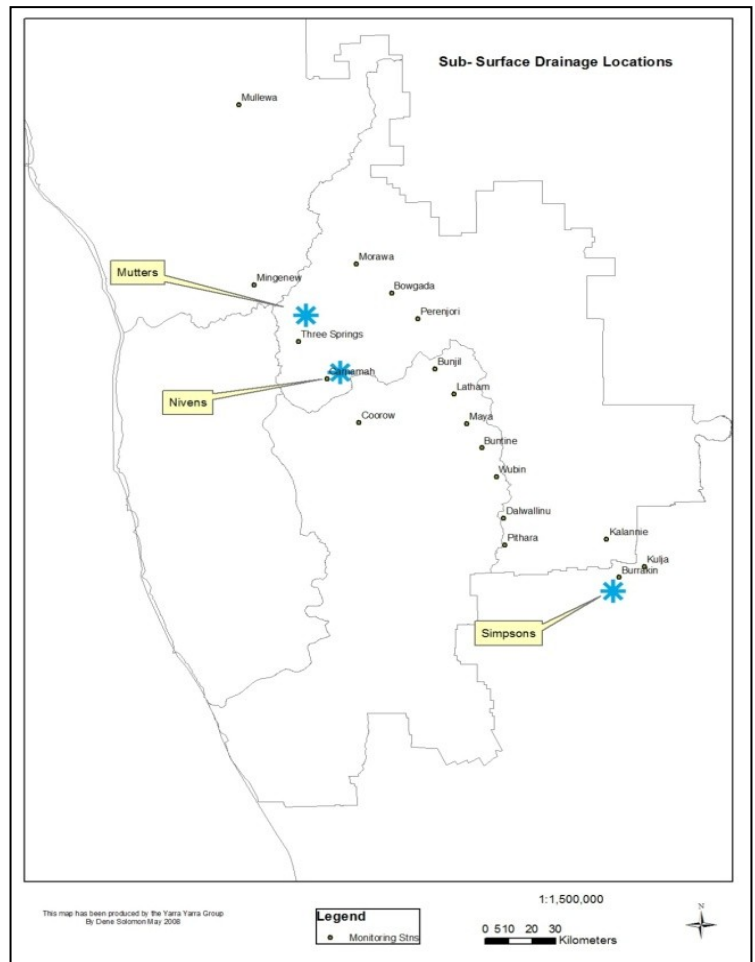 Sub- Surface Drainage Locations
Mullewa
Morawa
Mutters
Mingenew
Bowgada
Perenjori
Three Springs
Bunjil
Nivens
Latham
Coorow
Maya
Buntine
Wubin
Dalwallinu
Kalannie
Pithara
Kulja
Burrakin
Simpsons
This map has been produced by the Yarra Yarra Group
By Dene Solomon May 2008
Legend
Monitoring Stns
1:1,500,000
0 5 10 20 30
Kilometers
N